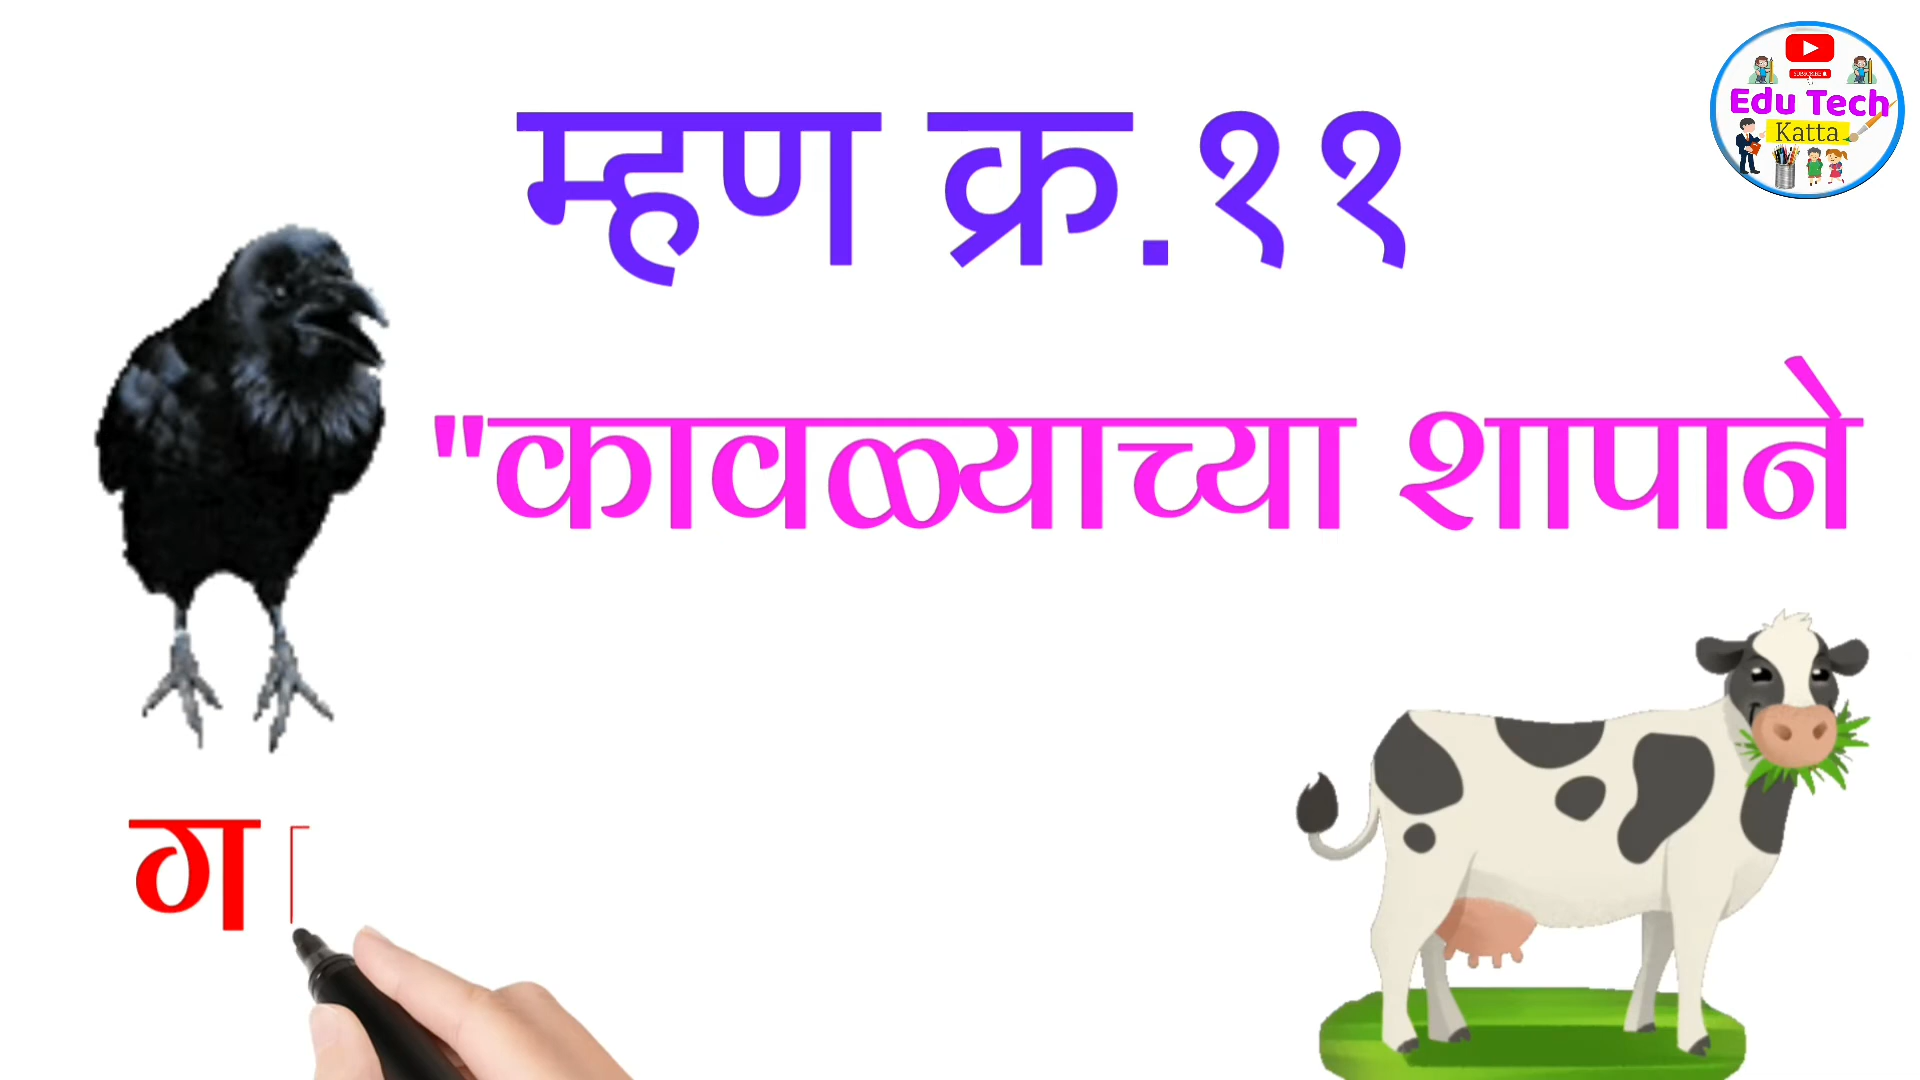 म्हण क्र.११
"कावळ्याच्या शापाने
ग
Edu Tech
Katta